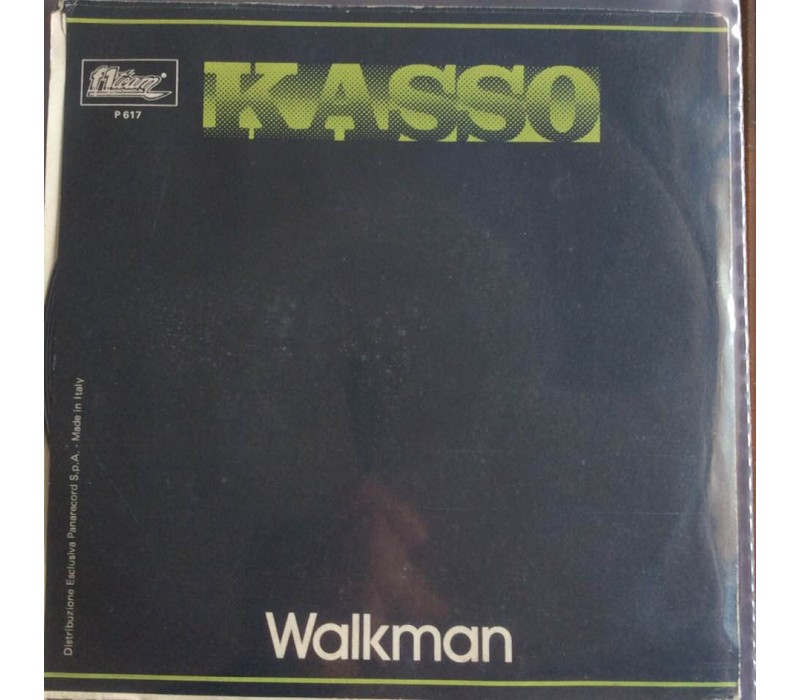 f1 team
P 617
KASSO
Distribuzione Esclusiva Panarecord S.p.A. - Made in Italy
Walkman